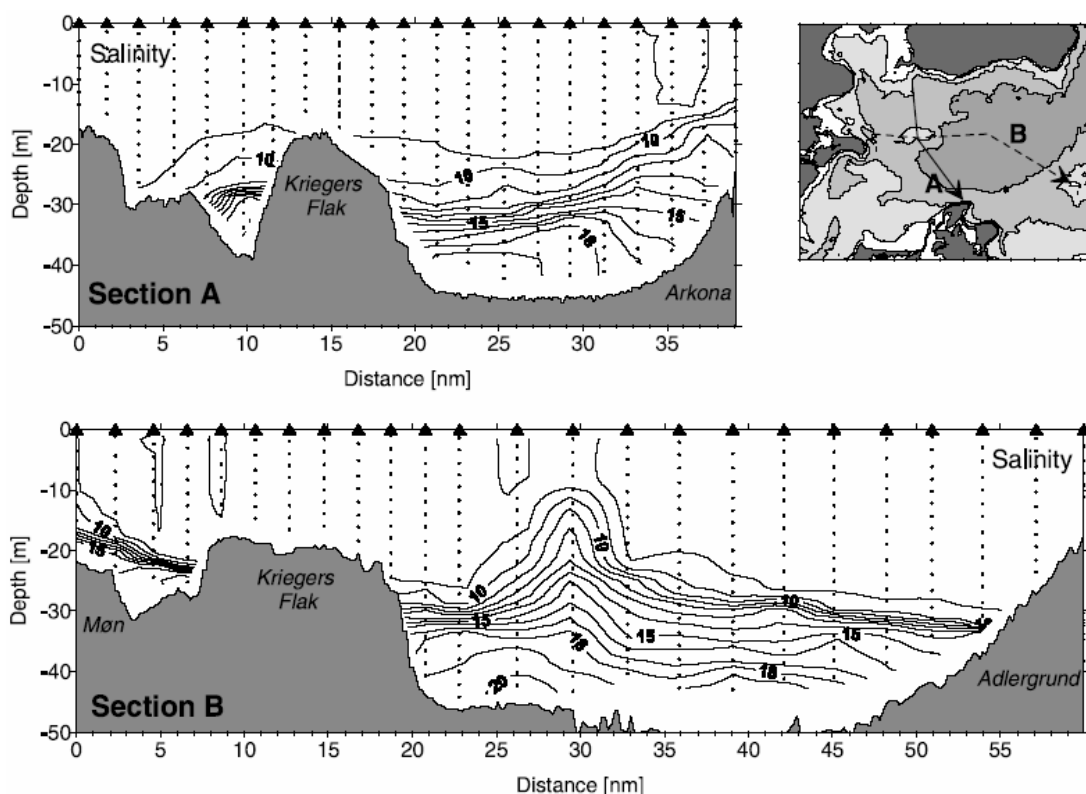 Salinity
0
-10
-20
-30
-40
-50
Depth [m]
10
10
10
15
15
18
Kriegers
Flak
Section A
Arkona
0 5 10 15 20 25 30 35
Distance [nm]
B
A
Salinity
0
-10
-20
-30
-40
-50
Depth [m]
10
15
10
10
10
15
15
15
18
18
20
Kriegers
Flak
Møn
Section B
Adlergrund
0 5 10 15 20 25 30 35 40 45 50 55
Distance [nm]